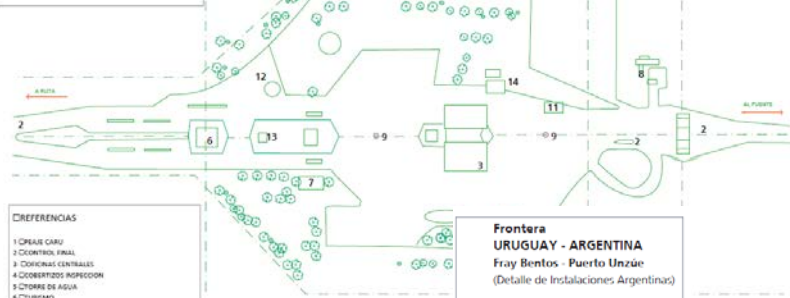 12
14
8
A RUTA
11
AL PUENTE
2
6
13
9
9
2
2
3
7
REFERENCIAS
1 PEAJE CARU
2 CONTROL FINAL
3 OFICINAS CENTRALES
4 COBERTIZOS INSPECCION
5 TORRE DE AGUA
6 TURISMO
Frontera
URUGUAY - ARGENTINA
Fray Bentos - Puerto Unzúe
(Detalle de Instalaciones Argentinas)